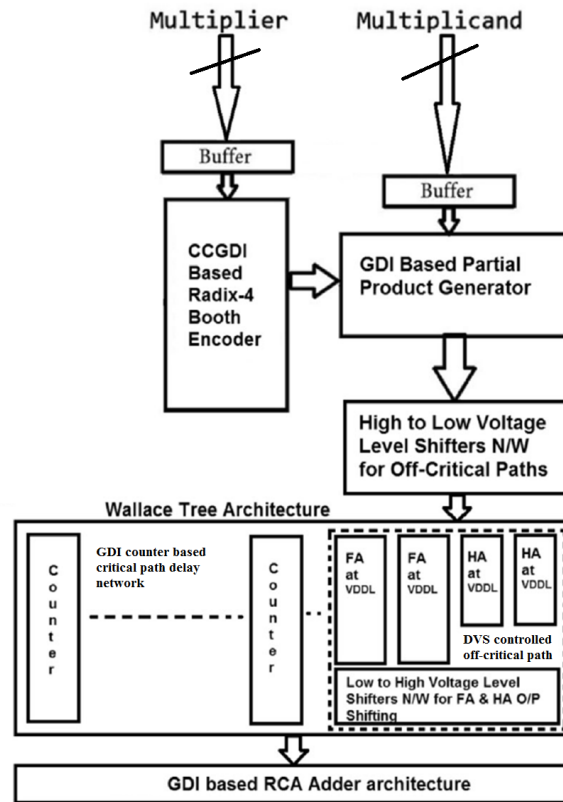 Multiplier
Multiplicand
Buffer
Buffer
CCGDI
Based
Radix-4
Booth
Encoder
GDI Based Partial
Product Generator
High to Low Voltage
Level Shifters N/W
for Off-Critical Paths
Wallace Tree Architecture
Counter
GDI counter based
critical path delay
network
Counter
FA
at
VDDL
FA
at
VDDL
HA
at
VDDL
HA
at
VDDL
DVS controlled
off-critical path
Low to High Voltage Level
Shifters N/W for FA & HA O/P
Shifting
GDI based RCA Adder architecture